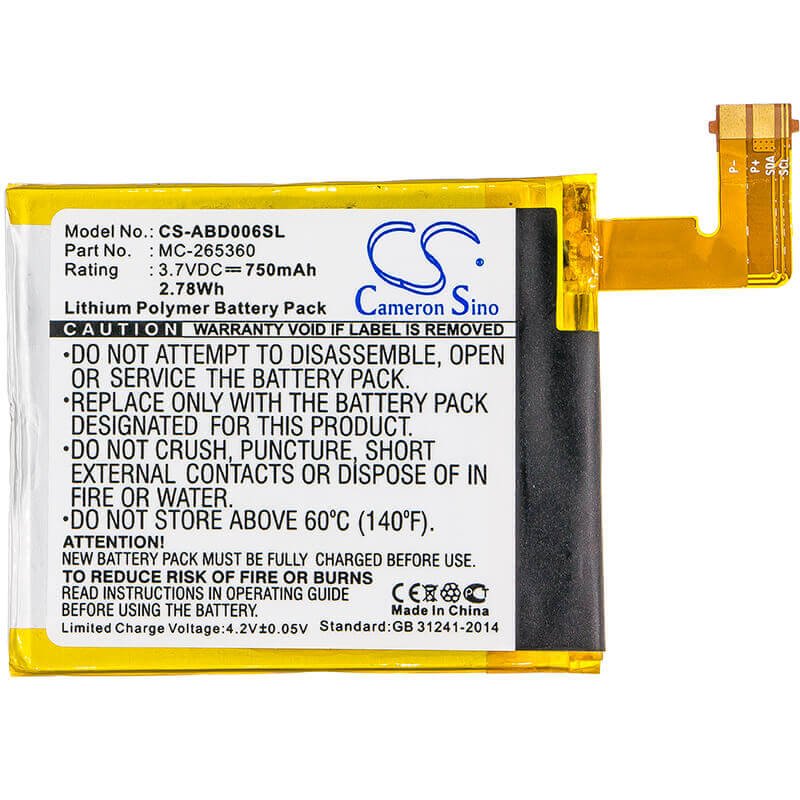 Model No.: CS-ABD006SL
Part No. : MC-265360
Rating : 3.7VDC⎓750mAh
2.78Wh
Lithium Polymer Battery Pack
CS
Cameron Sino
CAUTION WARRANTY VOID IF LABEL IS REMOVED
•DO NOT ATTEMPT TO DISASSEMBLE, OPEN
OR SERVICE THE BATTERY PACK.
•REPLACE ONLY WITH THE BATTERY PACK
DESIGNATED FOR THIS PRODUCT.
•DO NOT CRUSH, PUNCTURE, SHORT
EXTERNAL CONTACTS OR DISPOSE OF
IN FIRE OR WATER.
•DO NOT STORE ABOVE 60°C (140°F).
ATTENTION!
NEW BATTERY PACK MUST BE FULLY CHARGED BEFORE USE.
TO REDUCE RISK OF FIRE OR BURNS
READ INSTRUCTIONS ON OPERATING GUIDE
BEFORE USING THE BATTERY.
CE
Made In China
Limited Charge Voltage:4.2V±0.05V Standard:GB 31241-2014
P-
P+
SDA
SCL